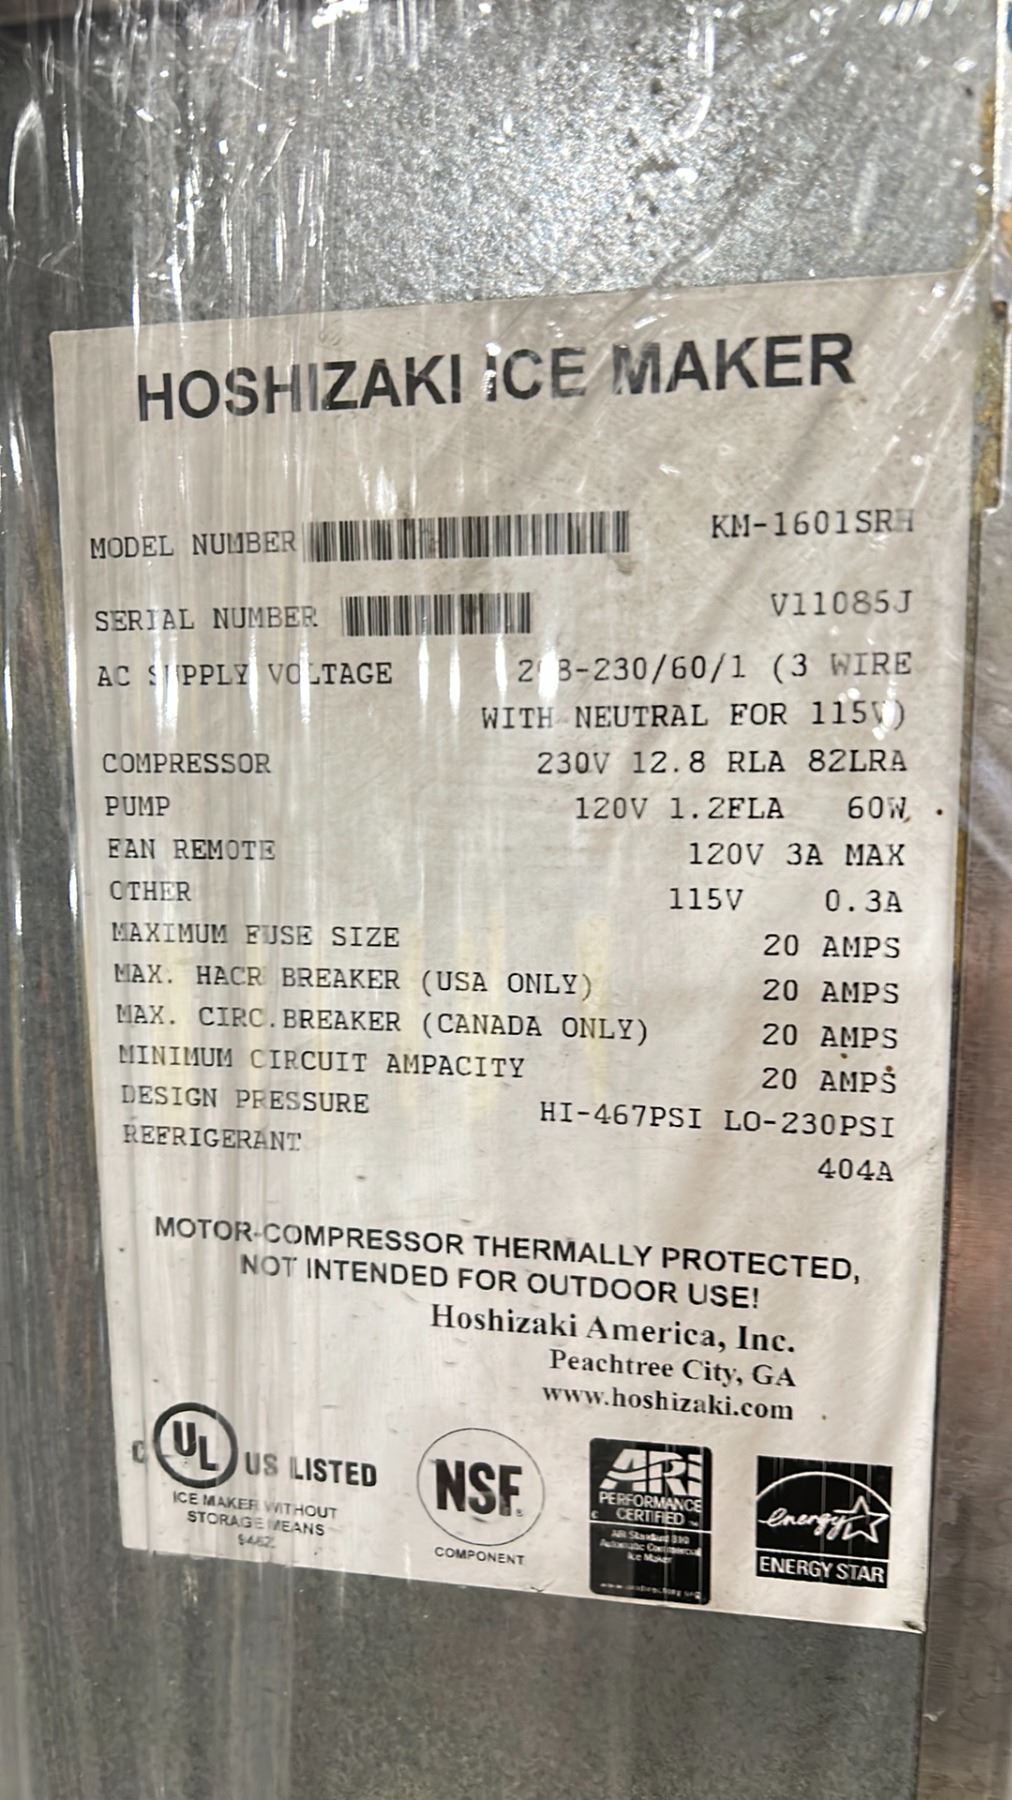 HOSHIZAKI ICE MAKER
MODEL NUMBER KM-1601SRH
SERIAL NUMBER V11085J
AC SUPPLY VOLTAGE 208-230/60/1 (3 WIRE
WITH NEUTRAL FOR 115V)
COMPRESSOR 230V 12.8 RLA 82LRA
PUMP 120V 1.2FLA 60W
FAN REMOTE 120V 3A MAX
OTHER 115V 0.3A
MAXIMUM FUSE SIZE 20 AMPS
MAX. HACR BREAKER (USA ONLY) 20 AMPS
MAX. CIRC.BREAKER (CANADA ONLY) 20 AMPS
MINIMUM CIRCUIT AMPACITY 20 AMPS
DESIGN PRESSURE HI-467PSI LO-230PSI
REFRIGERANT 404A
MOTOR-COMPRESSOR THERMALLY PROTECTED,
NOT INTENDED FOR OUTDOOR USE!
Hoshizaki America, Inc.
Peachtree City, GA
www.hoshizaki.com
C UL US LISTED
ICE MAKER WITHOUT
STORAGE MEANS
NSF
COMPONENT
ARI
PERFORMANCE
CERTIFIED
Automatic Commercial
Ice Maker
energy
ENERGY STAR